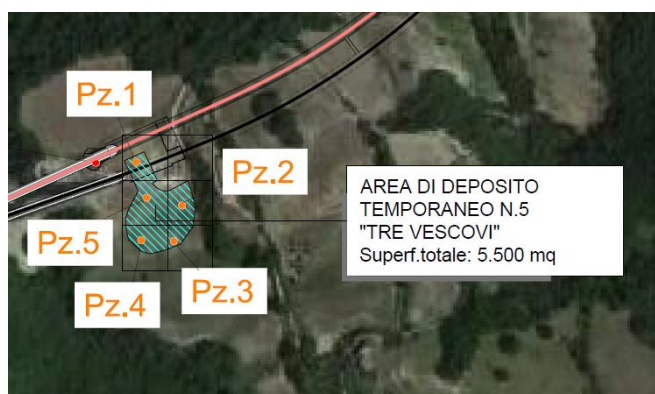 Pz.1
Pz.2
Pz.5
Pz.4
Pz.3
AREA DI DEPOSITO
TEMPORANEO N.5
"TRE VESCOVI"
Superf.totale: 5.500 mq